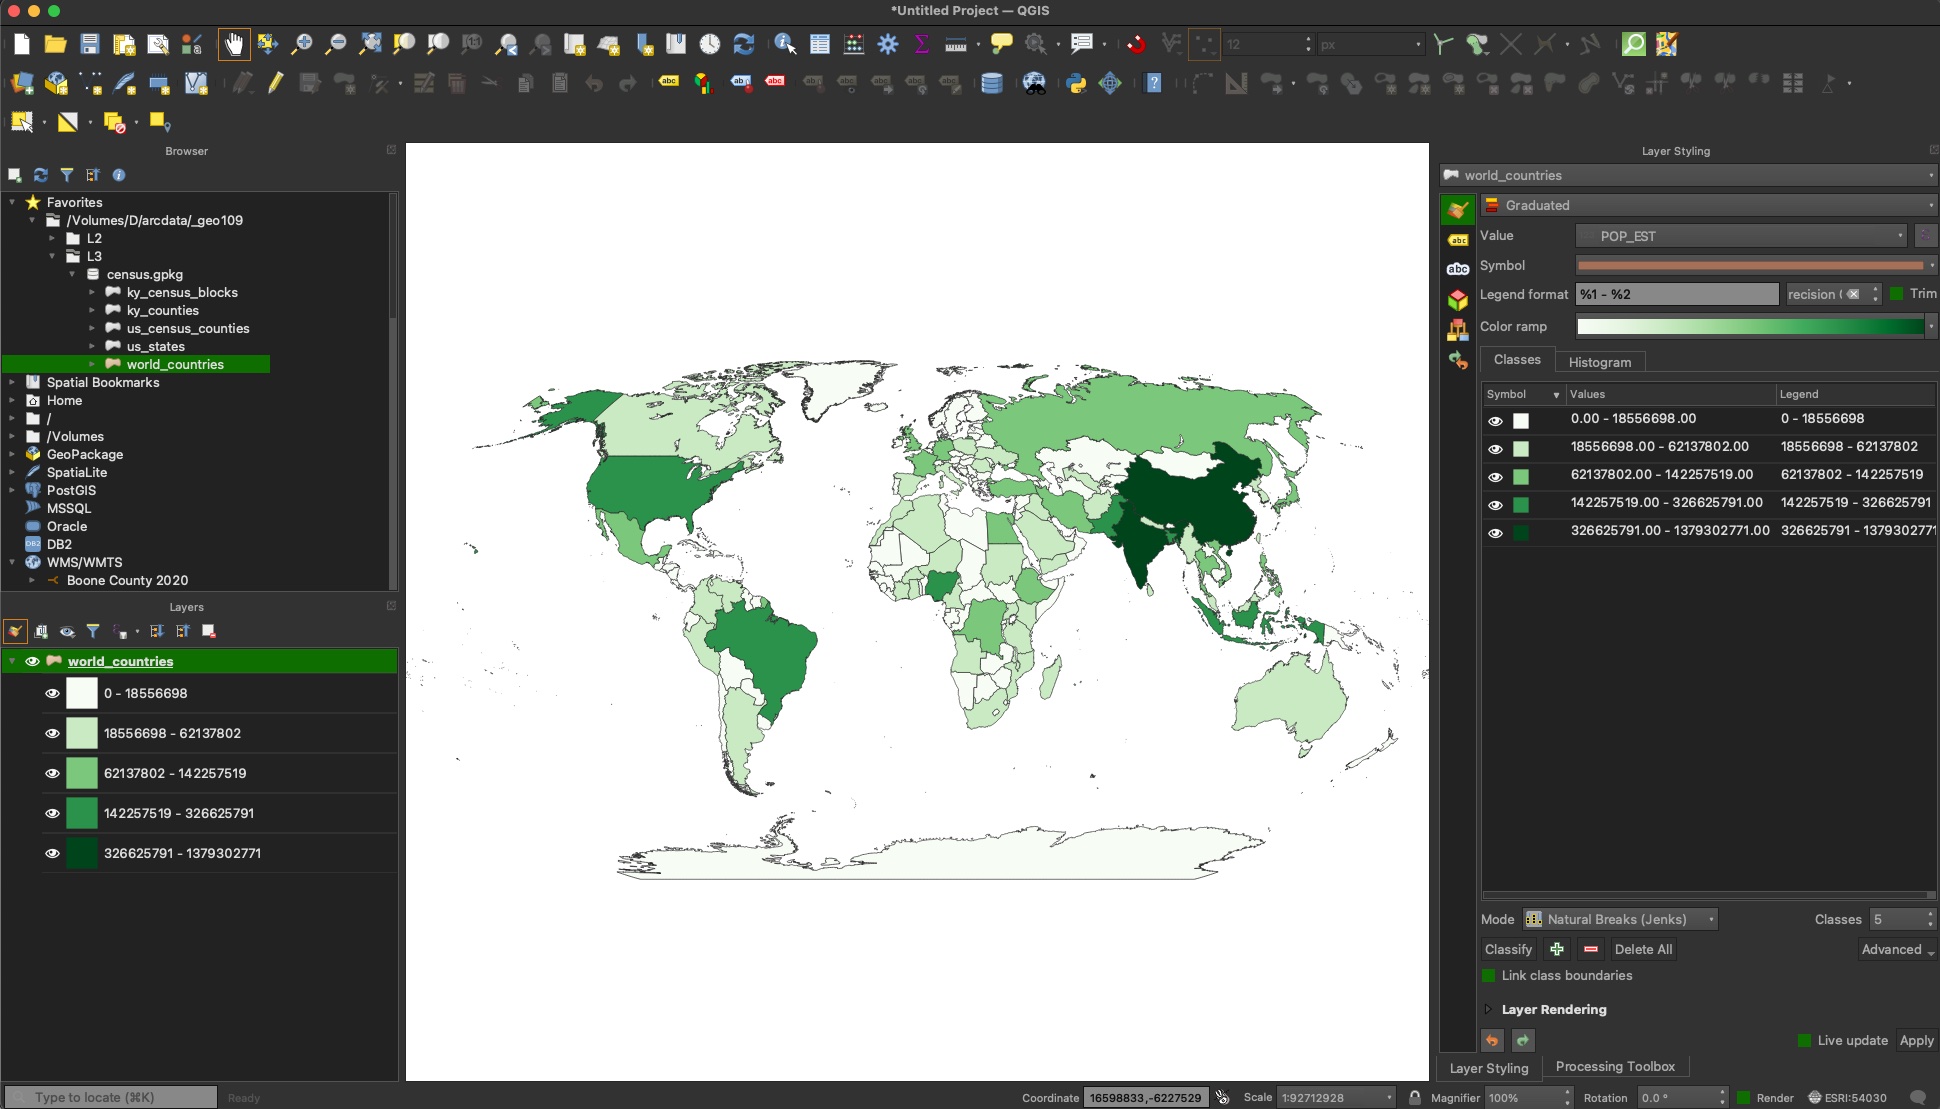 *Untitled Project — QGIS
12
px
abc
Browser
Favorites
/Volumes/D/arcdata/_geo109
L2
L3
census.gpkg
ky_census_blocks
ky_counties
us_census_counties
us_states
world_countries
Spatial Bookmarks
Home
/
/Volumes
GeoPackage
SpatiaLite
PostGIS
MSSQL
Oracle
DB2
WMS/WMTS
Boone County 2020
Layers
world_countries
0 - 18556698
18556698 - 62137802
62137802 - 142257519
142257519 - 326625791
326625791 - 1379302771
Layer Styling
world_countries
Graduated
Value POP_EST
Symbol
Legend format %1 - %2 recision ( Trim
Color ramp
Classes Histogram
Symbol Values Legend
0.00 - 18556698.00 0 - 18556698
18556698.00 - 62137802.00 18556698 - 62137802
62137802.00 - 142257519.00 62137802 - 142257519
142257519.00 - 326625791.00 142257519 - 326625791
326625791.00 - 1379302771.00 326625791 - 1379302771
Mode Natural Breaks (Jenks) Classes 5
Classify Delete All Advanced
Link class boundaries
Layer Rendering
Live update Apply
Layer Styling Processing Toolbox
Type to locate (⌘K) Ready Coordinate 16598833,-6227529 Scale 1:92712928 Magnifier 100% Rotation 0.0 ° Render ESRI:54030